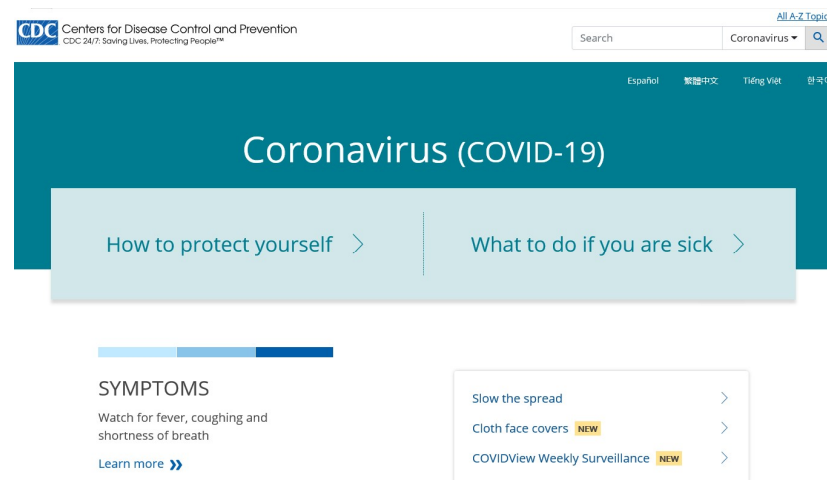 All A-Z Topic
CDC Centers for Disease Control and Prevention
CDC 24/7: Saving Lives, Protecting People™
Search
Coronavirus
Español 繁體中文 Tiếng Việt 한국어
Coronavirus (COVID-19)
How to protect yourself
What to do if you are sick
SYMPTOMS
Watch for fever, coughing and
shortness of breath
Learn more
Slow the spread
Cloth face covers NEW
COVIDView Weekly Surveillance NEW